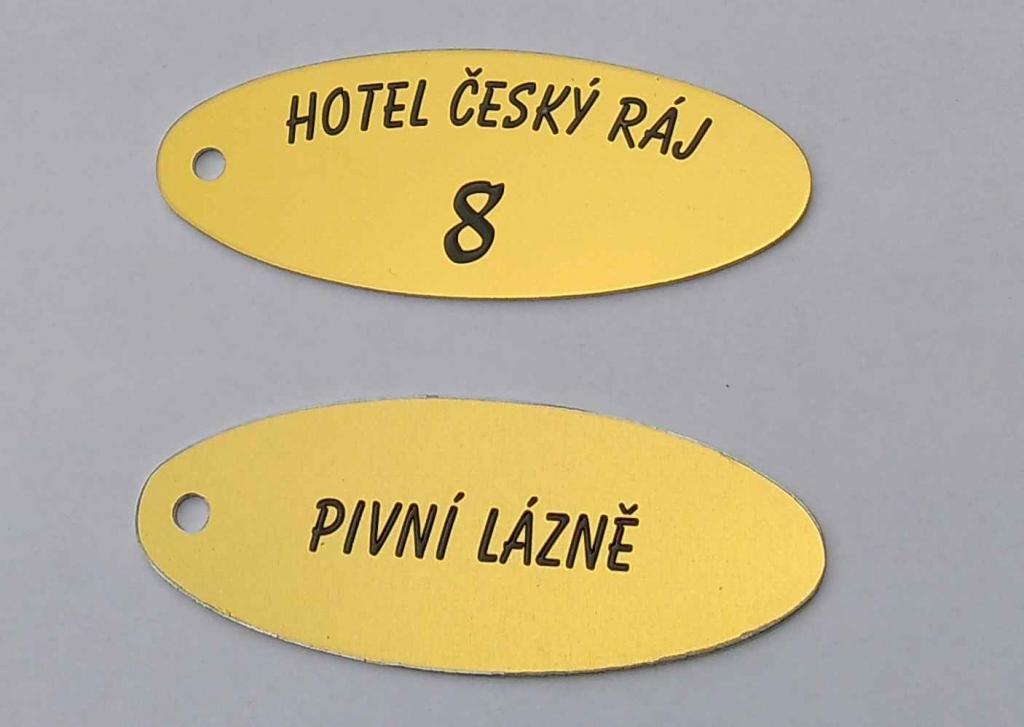 HOTEL ČESKÝ RÁJ
8
PIVNÍ LÁZNĚ